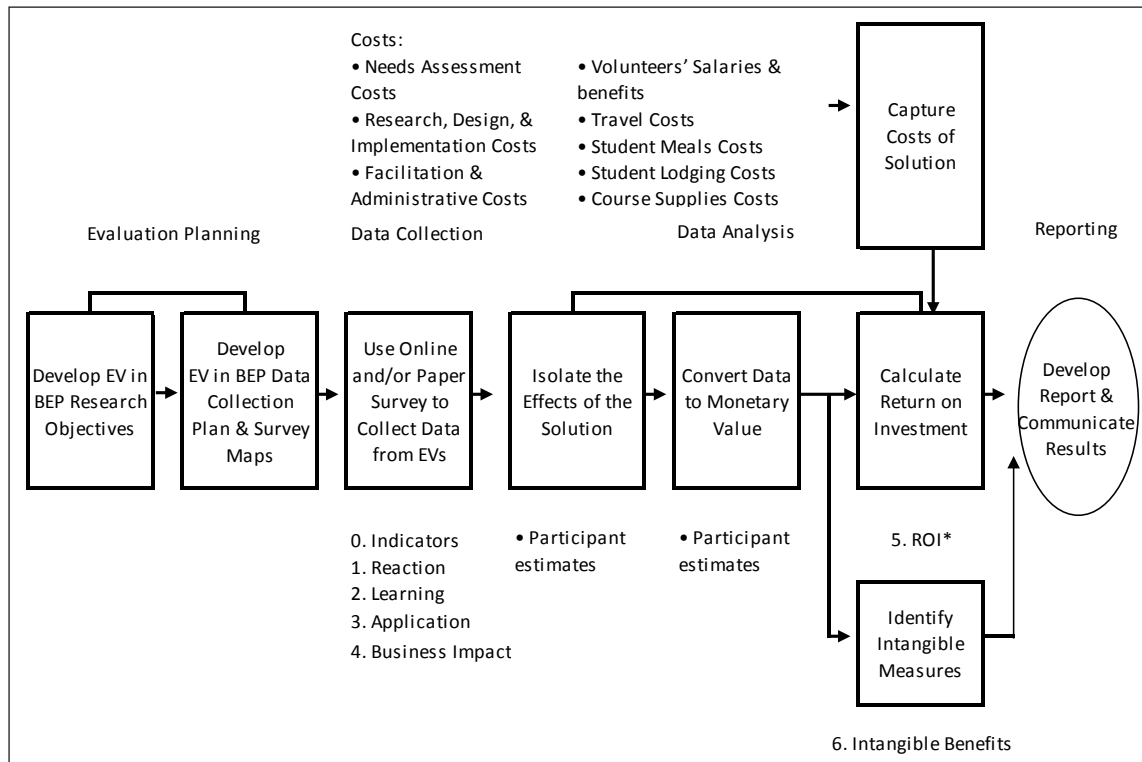 Costs:
• Needs Assessment
Costs
• Research, Design, &
Implementation Costs
• Facilitation &
Administrative Costs
• Volunteers’ Salaries &
benefits
• Travel Costs
• Student Meals Costs
• Student Lodging Costs
• Course Supplies Costs
Capture
Costs of
Solution
Evaluation Planning
Data Collection
Data Analysis
Reporting
Develop EV in
BEP Research
Objectives
Develop
EV in BEP Data
Collection
Plan & Survey
Maps
Use Online
and/or Paper
Survey to
Collect Data
from EVs
Isolate the
Effects of the
Solution
Convert Data
to Monetary
Value
Calculate
Return on
Investment
Develop
Report &
Communicate
Results
0. Indicators
1. Reaction
2. Learning
3. Application
4. Business Impact
• Participant
estimates
• Participant
estimates
5. ROI*
Identify
Intangible
Measures
6. Intangible Benefits